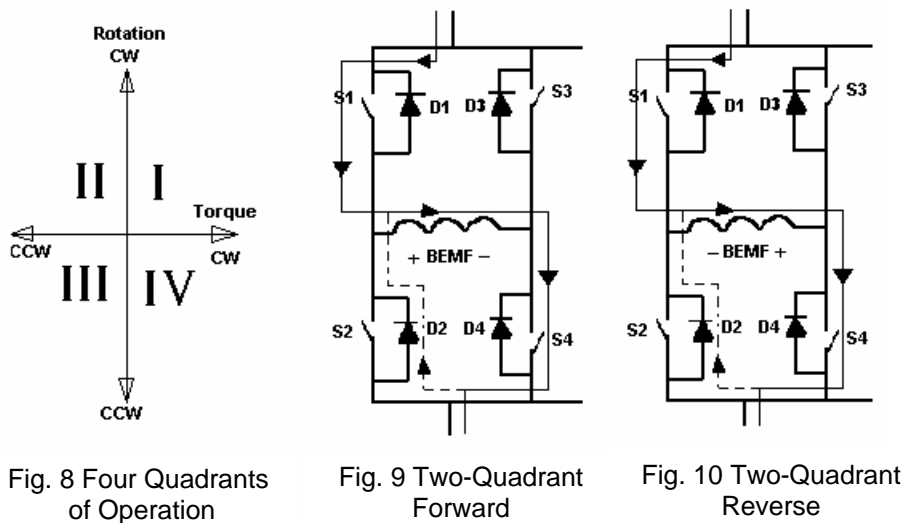 Rotation
CW
II
I
Torque
CCW
CW
III
IV
CCW
Fig. 8 Four Quadrants
of Operation
S1
D1
D3
S3
+ BEMF −
S2
D2
D4
S4
Fig. 9 Two-Quadrant
Forward
S1
D1
D3
S3
− BEMF +
S2
D2
D4
S4
Fig. 10 Two-Quadrant
Reverse